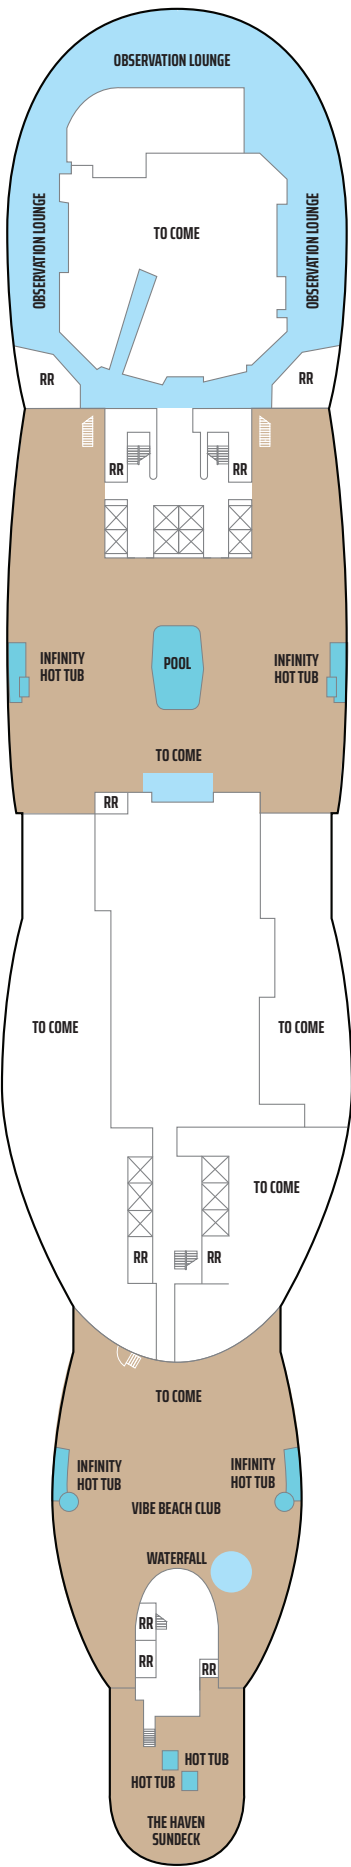 OBSERVATION LOUNGE
OBSERVATION LOUNGE
TO COME
OBSERVATION LOUNGE
RR
RR
RR
RR
INFINITY
HOT TUB
POOL
INFINITY
HOT TUB
TO COME
RR
TO COME
TO COME
TO COME
RR
RR
TO COME
INFINITY
HOT TUB
INFINITY
HOT TUB
VIBE BEACH CLUB
WATERFALL
RR
RR
RR
HOT TUB
HOT TUB
THE HAVEN
SUNDECK